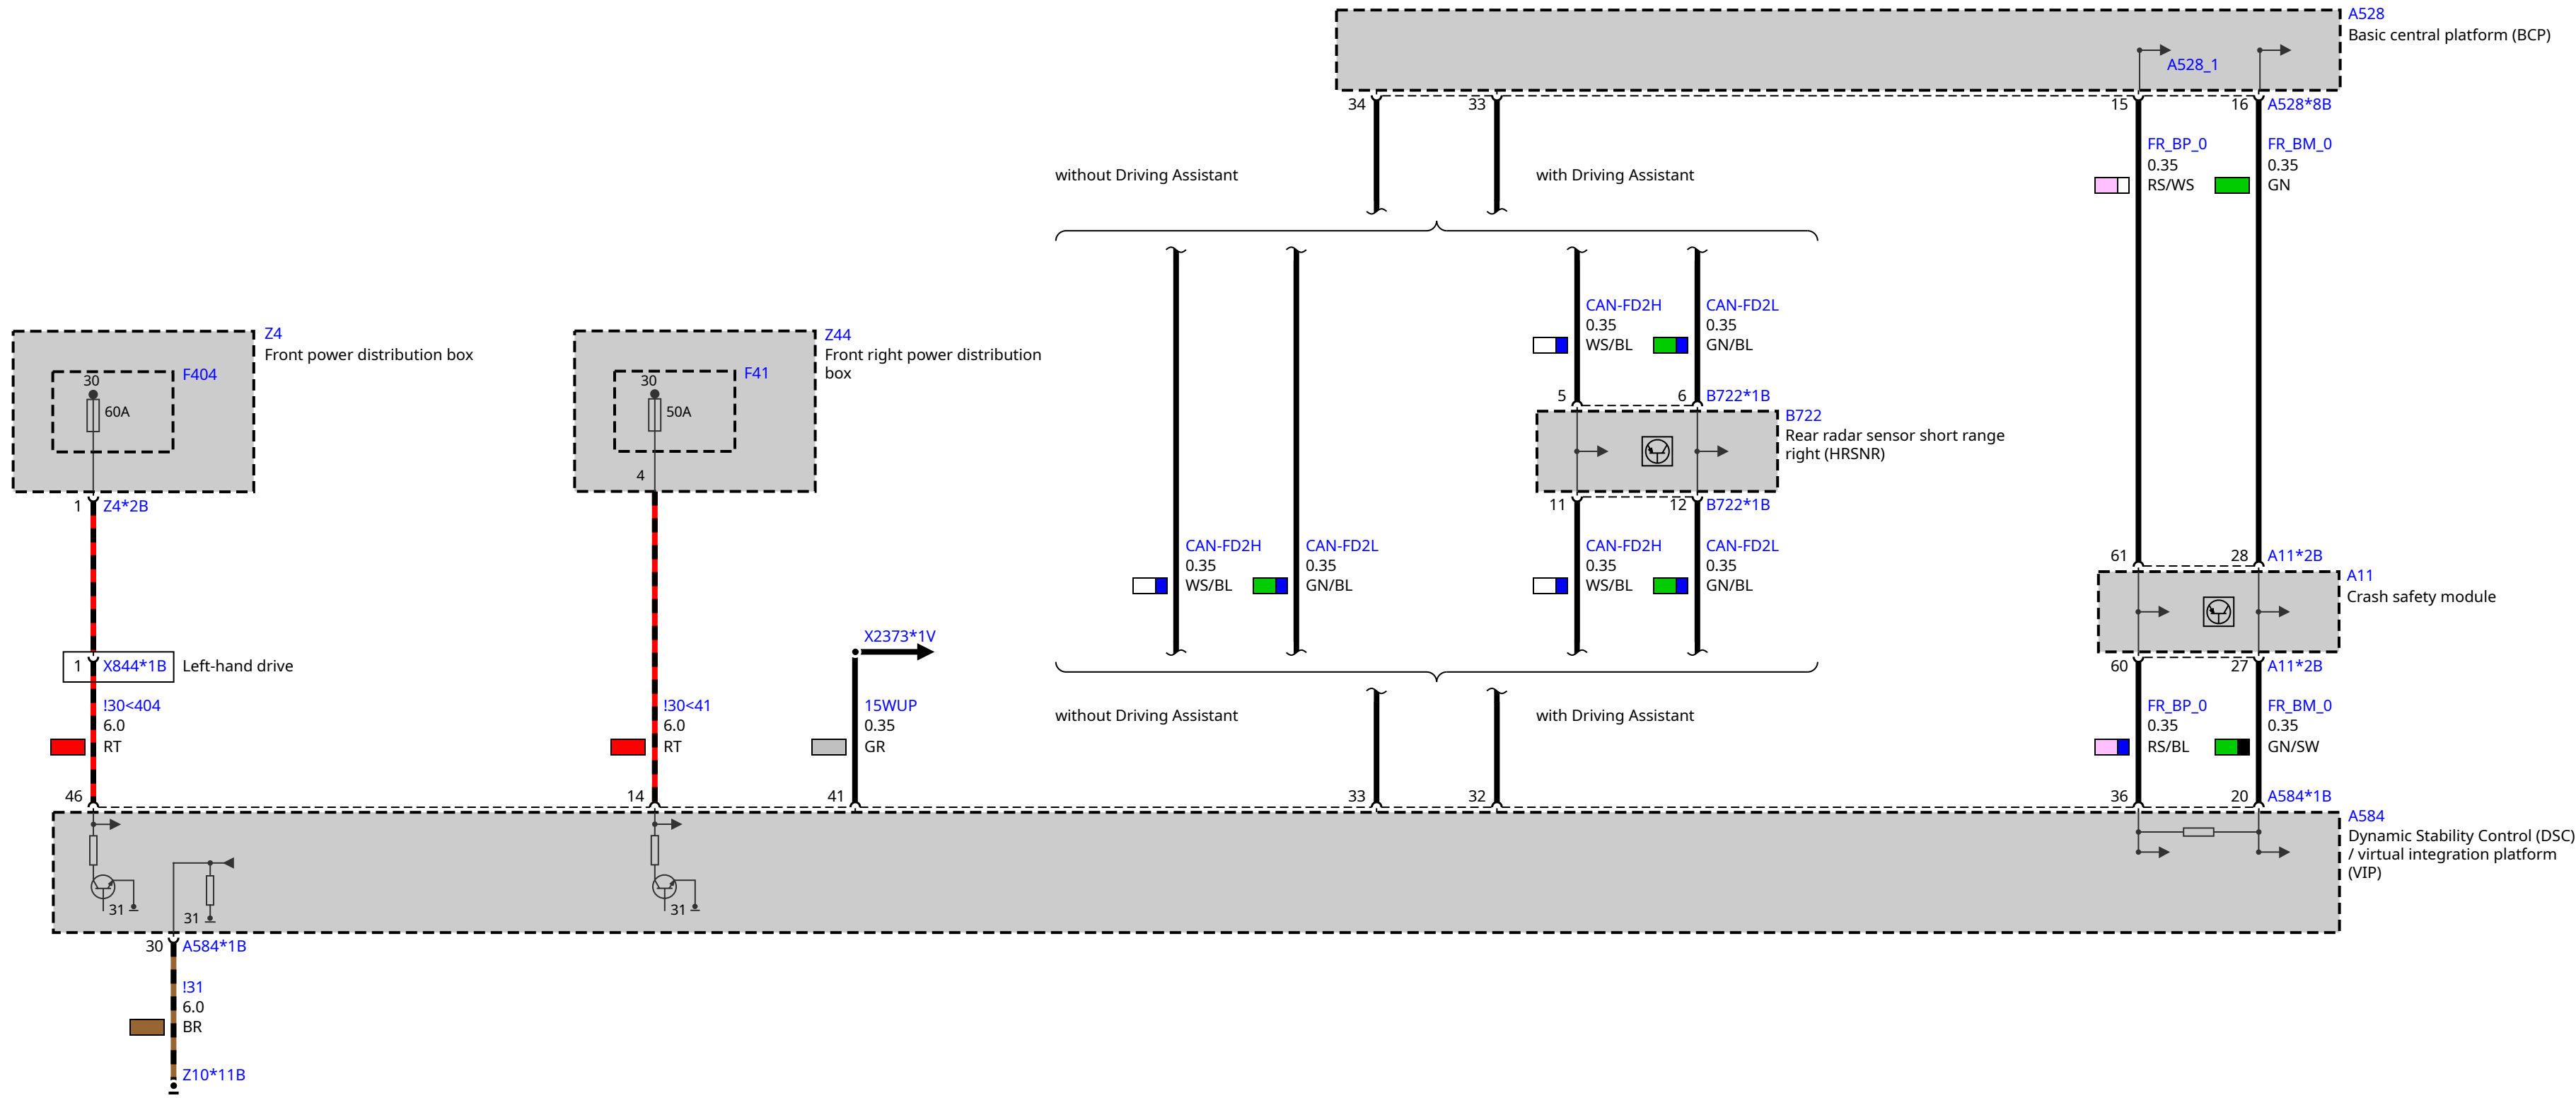 A528
Basic central platform (BCP)
A528_1
34
33
15
16
A528*8B
FR_BP_0
0.35
RS/WS
FR_BM_0
0.35
GN
without Driving Assistant
with Driving Assistant
CAN-FD2H
0.35
WS/BL
CAN-FD2L
0.35
GN/BL
Z4
Front power distribution box
F404
30
60A
Z44
Front right power distribution
box
F41
30
50A
4
5
6
B722*1B
B722
Rear radar sensor short range
right (HRSNR)
1
Z4*2B
11
12
B722*1B
CAN-FD2H
0.35
WS/BL
CAN-FD2L
0.35
GN/BL
CAN-FD2H
0.35
WS/BL
CAN-FD2L
0.35
GN/BL
61
28
A11*2B
A11
Crash safety module
60
27
A11*2B
1
X844*1B
Left-hand drive
X2373*1V
!30<404
6.0
RT
!30<41
6.0
RT
15WUP
0.35
GR
without Driving Assistant
with Driving Assistant
FR_BP_0
0.35
RS/BL
FR_BM_0
0.35
GN/SW
46
14
41
33
32
36
20
A584*1B
A584
Dynamic Stability Control (DSC)
/ virtual integration platform
(VIP)
31
31
31
30
A584*1B
!31
6.0
BR
Z10*11B